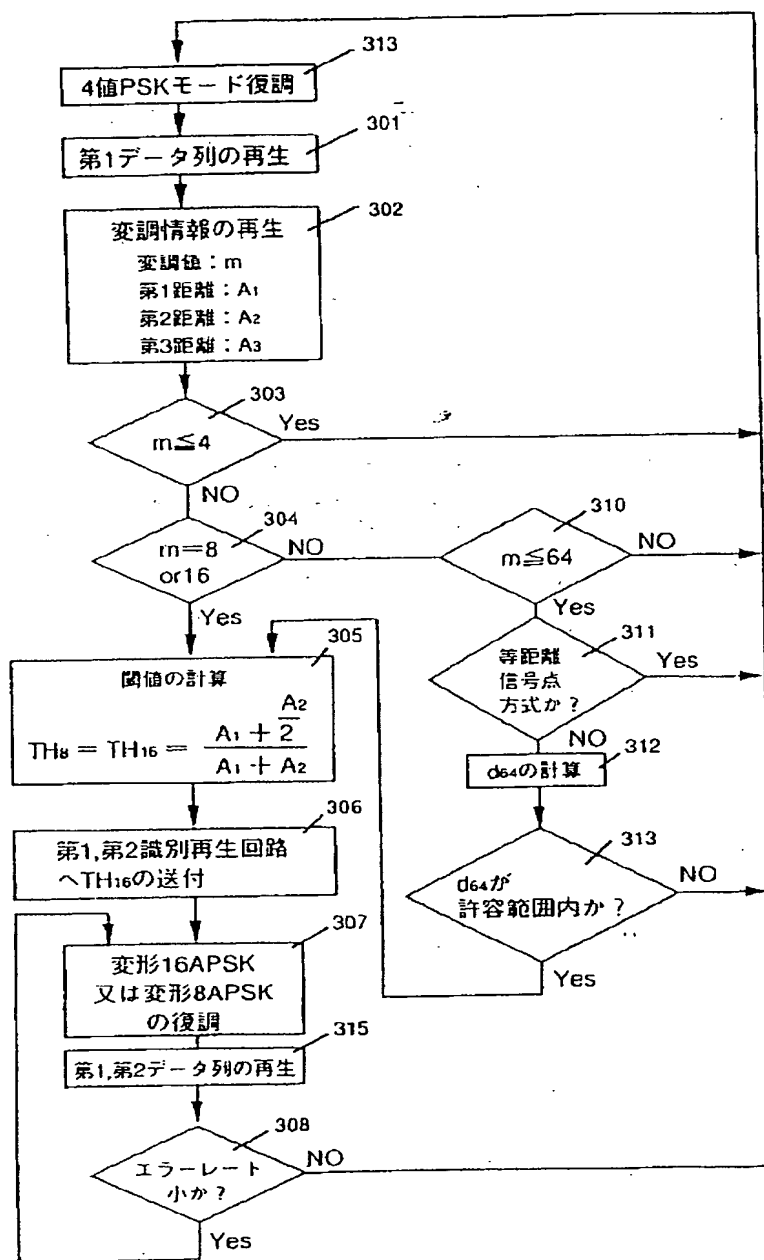 313
4値PSKモード復調
301
第1データ列の再生
302
変調情報の再生
変調値：m
第1距離：A1
第2距離：A2
第3距離：A3
303
m≦4
Yes
NO
304
m=8
or16
NO
Yes
310
m≦64
NO
Yes
311
等距離
信号点
方式か？
Yes
NO
312
d64の計算
313
d64が
許容範囲内か？
NO
Yes
305
閾値の計算
TH8 = TH16 = (A1 + A2/2) / (A1 + A2)
306
第1,第2識別再生回路
へTH16の送付
307
変形16APSK
又は変形8APSK
の復調
315
第1,第2データ列の再生
308
エラーレート
小か？
NO
Yes